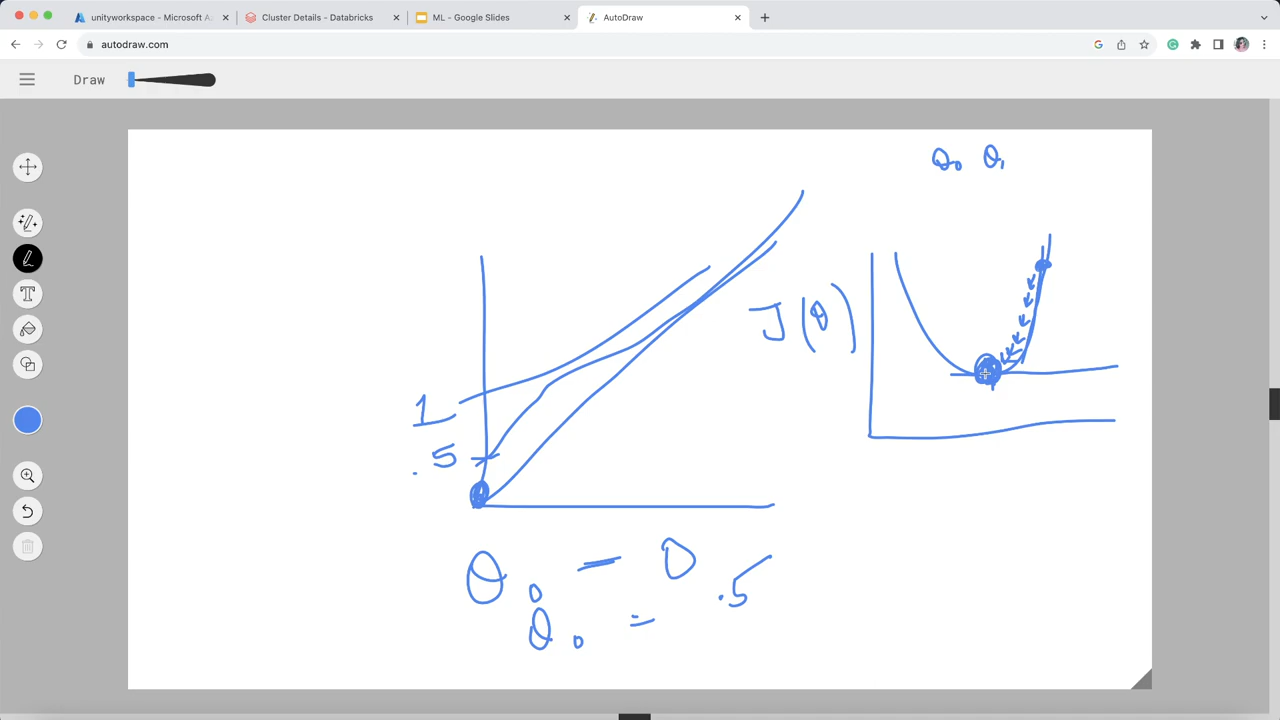 unityworkspace - Microsoft A
Cluster Details - Databricks
ML - Google Slides
AutoDraw
autodraw.com
Draw
θ₀ θ₁
J(θ)
1
.5
θ₀ = 0
θ₀ = .5